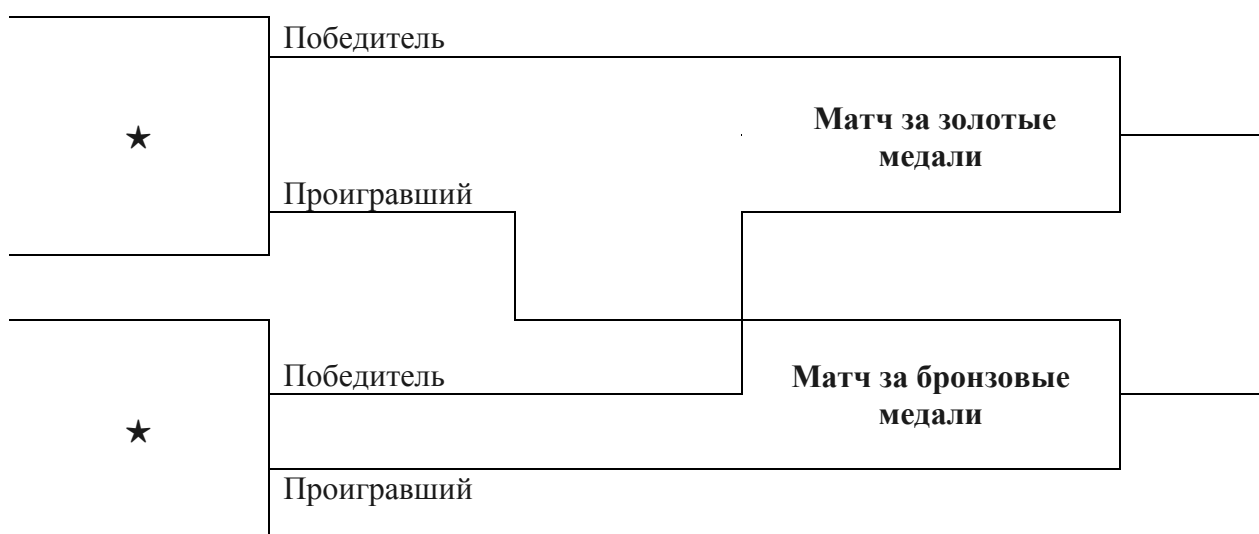 Победитель
Матч за золотые
медали
★
Проигравший
Победитель
Матч за бронзовые
медали
★
Проигравший